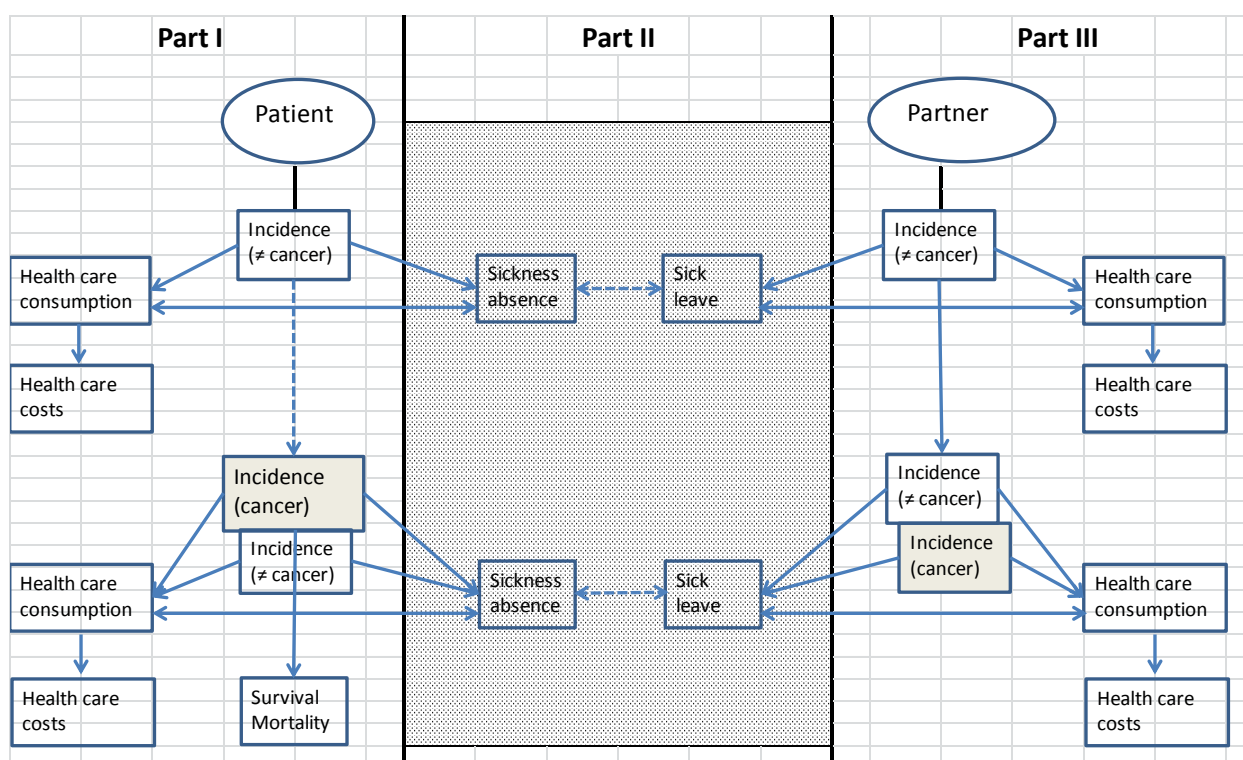 Part I
Part II
Part III
Patient
Partner
Incidence
(≠ cancer)
Incidence
(≠ cancer)
Health care
consumption
Sickness
absence
Sick
leave
Health care
consumption
Health care
costs
Health care
costs
Incidence
(cancer)
Incidence
(≠ cancer)
Incidence
(≠ cancer)
Incidence
(cancer)
Health care
consumption
Sickness
absence
Sick
leave
Health care
consumption
Health care
costs
Survival
Mortality
Health care
costs